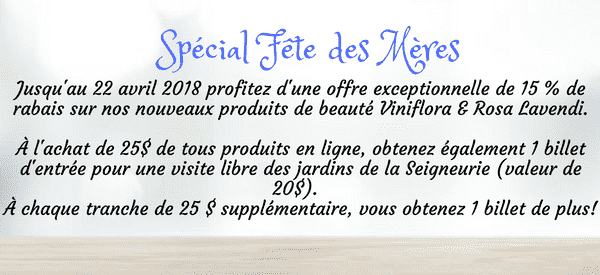 Spécial Fête des Mères
Jusqu'au 22 avril 2018 profitez d'une offre exceptionnelle de 15 % de
rabais sur nos nouveaux produits de beauté Viniflora & Rosa Lavendi.
À l'achat de 25$ de tous produits en ligne, obtenez également 1 billet
d'entrée pour une visite libre des jardins de la Seigneurie (valeur de
20$).
À chaque tranche de 25 $ supplémentaire, vous obtenez 1 billet de plus!